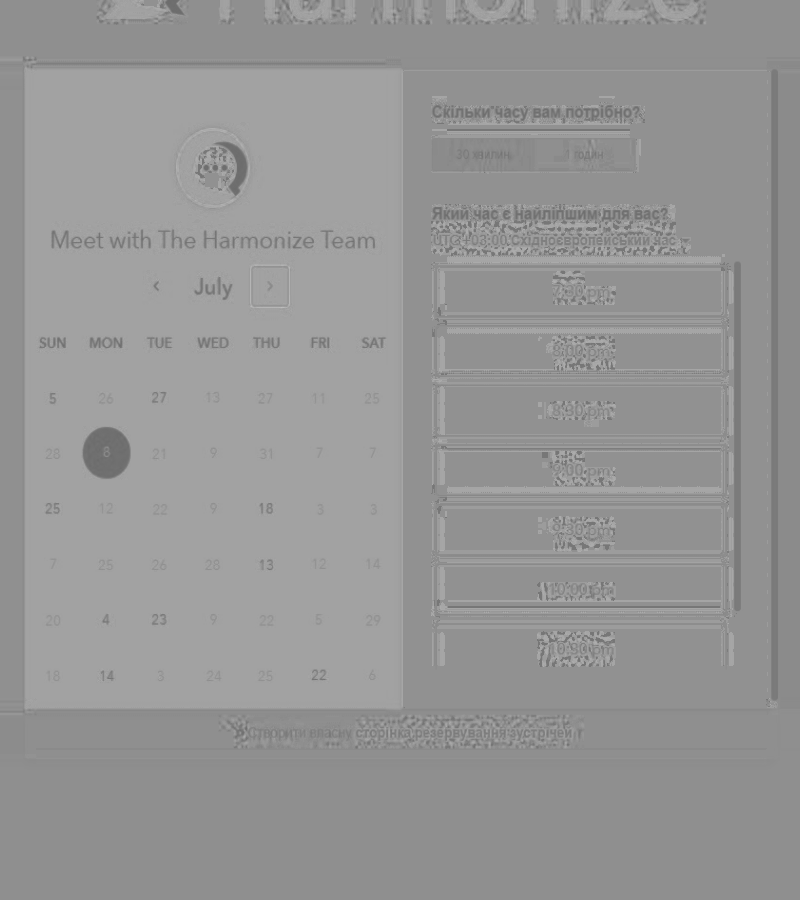 Harmonize
Meet with The Harmonize Team
July
SUN MON TUE WED THU FRI SAT
5 26 27 13 27 11 25
28 8 21 9 31 7 7
25 12 22 9 18 3 3
7 25 26 28 13 12 14
20 4 23 9 22 5 29
18 14 3 24 25 22 6
Скільки часу вам потрібно?
30 хвилин 1 годин
Який час є найліпшим для вас?
UTC+03:00 Східноєвропейський час
7:30 pm
8:00 pm
8:30 pm
9:00 pm
9:30 pm
10:00 pm
10:30 pm
Створити власну сторінка резервування зустрічей